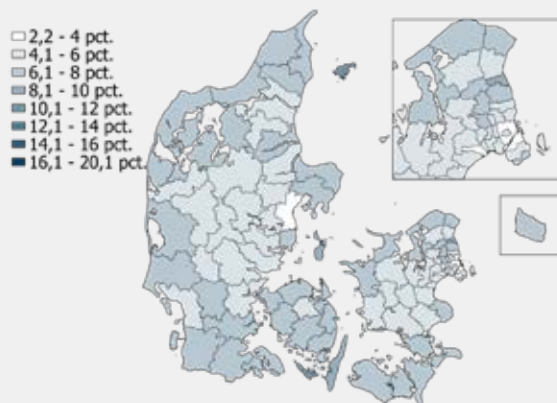 2,2 - 4 pct.
4,1 - 6 pct.
6,1 - 8 pct.
8,1 - 10 pct.
10,1 - 12 pct.
12,1 - 14 pct.
14,1 - 16 pct.
16,1 - 20,1 pct.